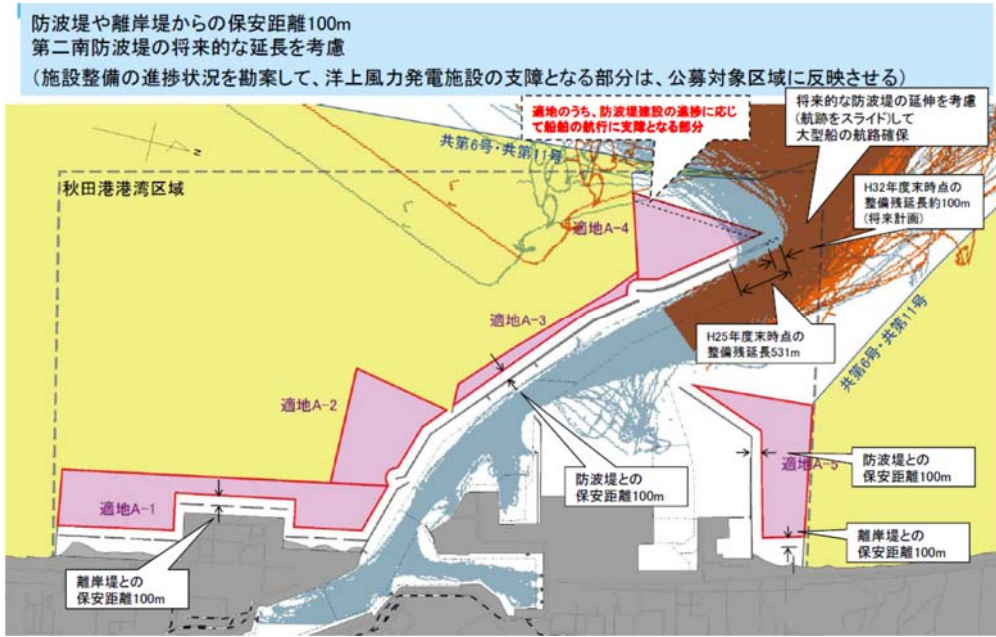 防波堤や離岸堤からの保安距離100m
第二南防波堤の将来的な延長を考慮
(施設整備の進捗状況を勘案して、洋上風力発電施設の支障となる部分は、公募対象区域に反映させる)
適地のうち、防波堤建設の進捗に応じ
て船舶の航行に支障となる部分
将来的な防波堤の延伸を考慮
(航跡をスライド)して
大型船の航路確保
共第6号・共第11号
N
秋田港港湾区域
H32年度末時点の
整備残延長約100m
(将来計画)
適地A-4
適地A-3
H25年度末時点の
整備残延長531m
共第6号・共第11号
適地A-2
防波堤との
保安距離100m
適地A-5
防波堤との
保安距離100m
適地A-1
離岸堤との
保安距離100m
離岸堤との
保安距離100m